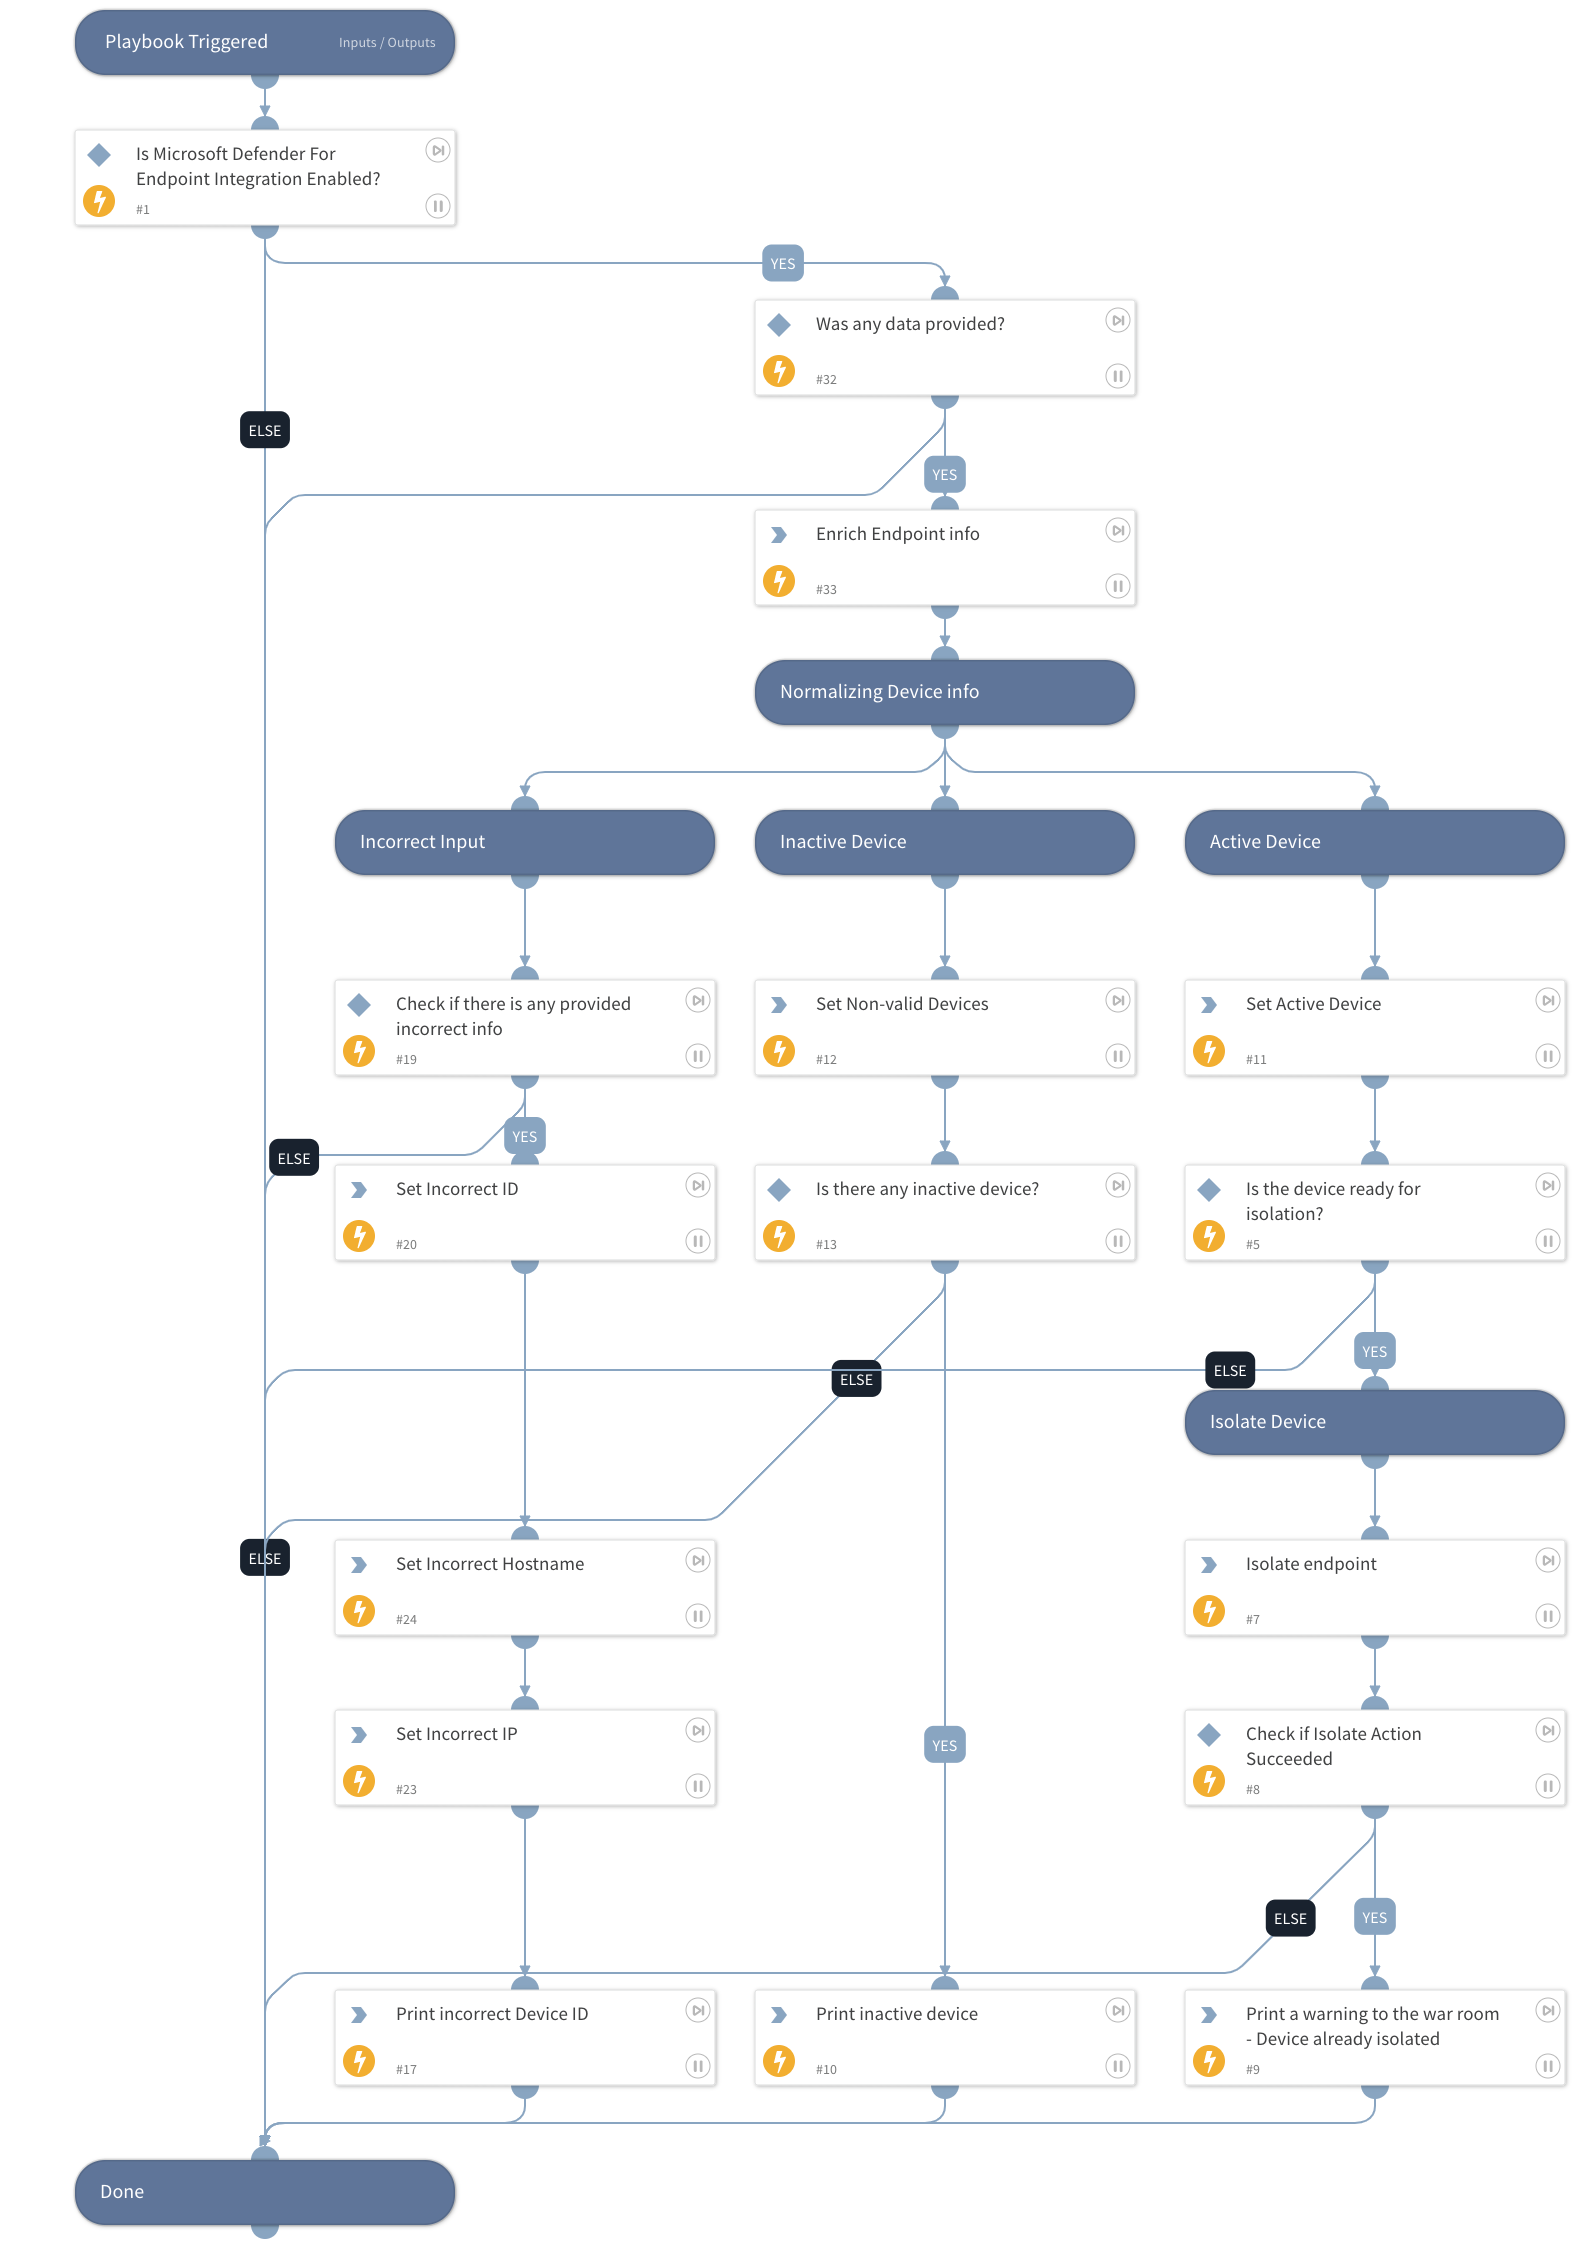 Playbook Triggered
Inputs / Outputs
Is Microsoft Defender For
Endpoint Integration Enabled?
#1
YES
Was any data provided?
#32
ELSE
YES
Enrich Endpoint info
#33
Normalizing Device info
Incorrect Input
Inactive Device
Active Device
Check if there is any provided
incorrect info
#19
Set Non-valid Devices
#12
Set Active Device
#11
YES
ELSE
Set Incorrect ID
#20
Is there any inactive device?
#13
Is the device ready for
isolation?
#5
YES
ELSE
ELSE
Isolate Device
ELSE
Set Incorrect Hostname
#24
Isolate endpoint
#7
Set Incorrect IP
#23
YES
Check if Isolate Action
Succeeded
#8
ELSE
YES
Print incorrect Device ID
#17
Print inactive device
#10
Print a warning to the war room
- Device already isolated
#9
Done